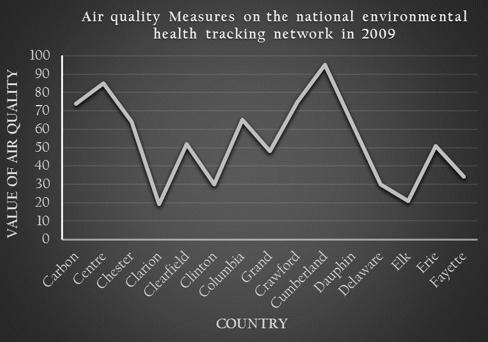 Air quality Measures on the national environmental
health tracking network in 2009
VALUE OF AIR QUALITY
100
90
80
70
60
50
40
30
20
10
0
Carbon
Centre
Chester
Clarion
Clearfield
Clinton
Columbia
Grand
Crawford
Cumberland
Dauphin
Delaware
Elk
Erie
Fayette
COUNTRY